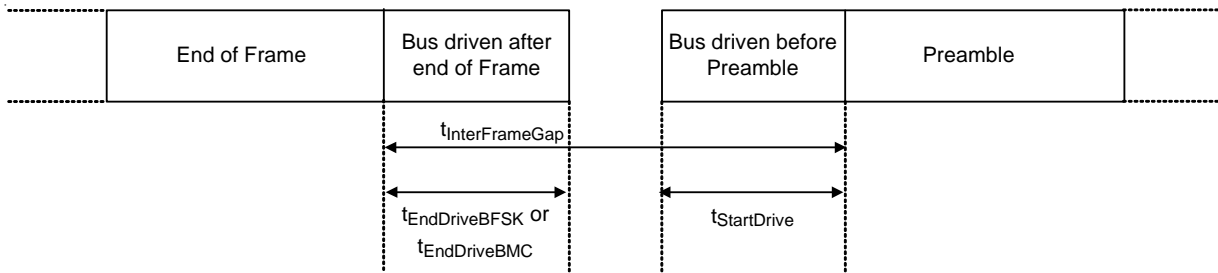 End of Frame
Bus driven after
end of Frame
Bus driven before
Preamble
Preamble
tInterFrameGap
tEndDriveBFSK or
tEndDriveBMC
tStartDrive